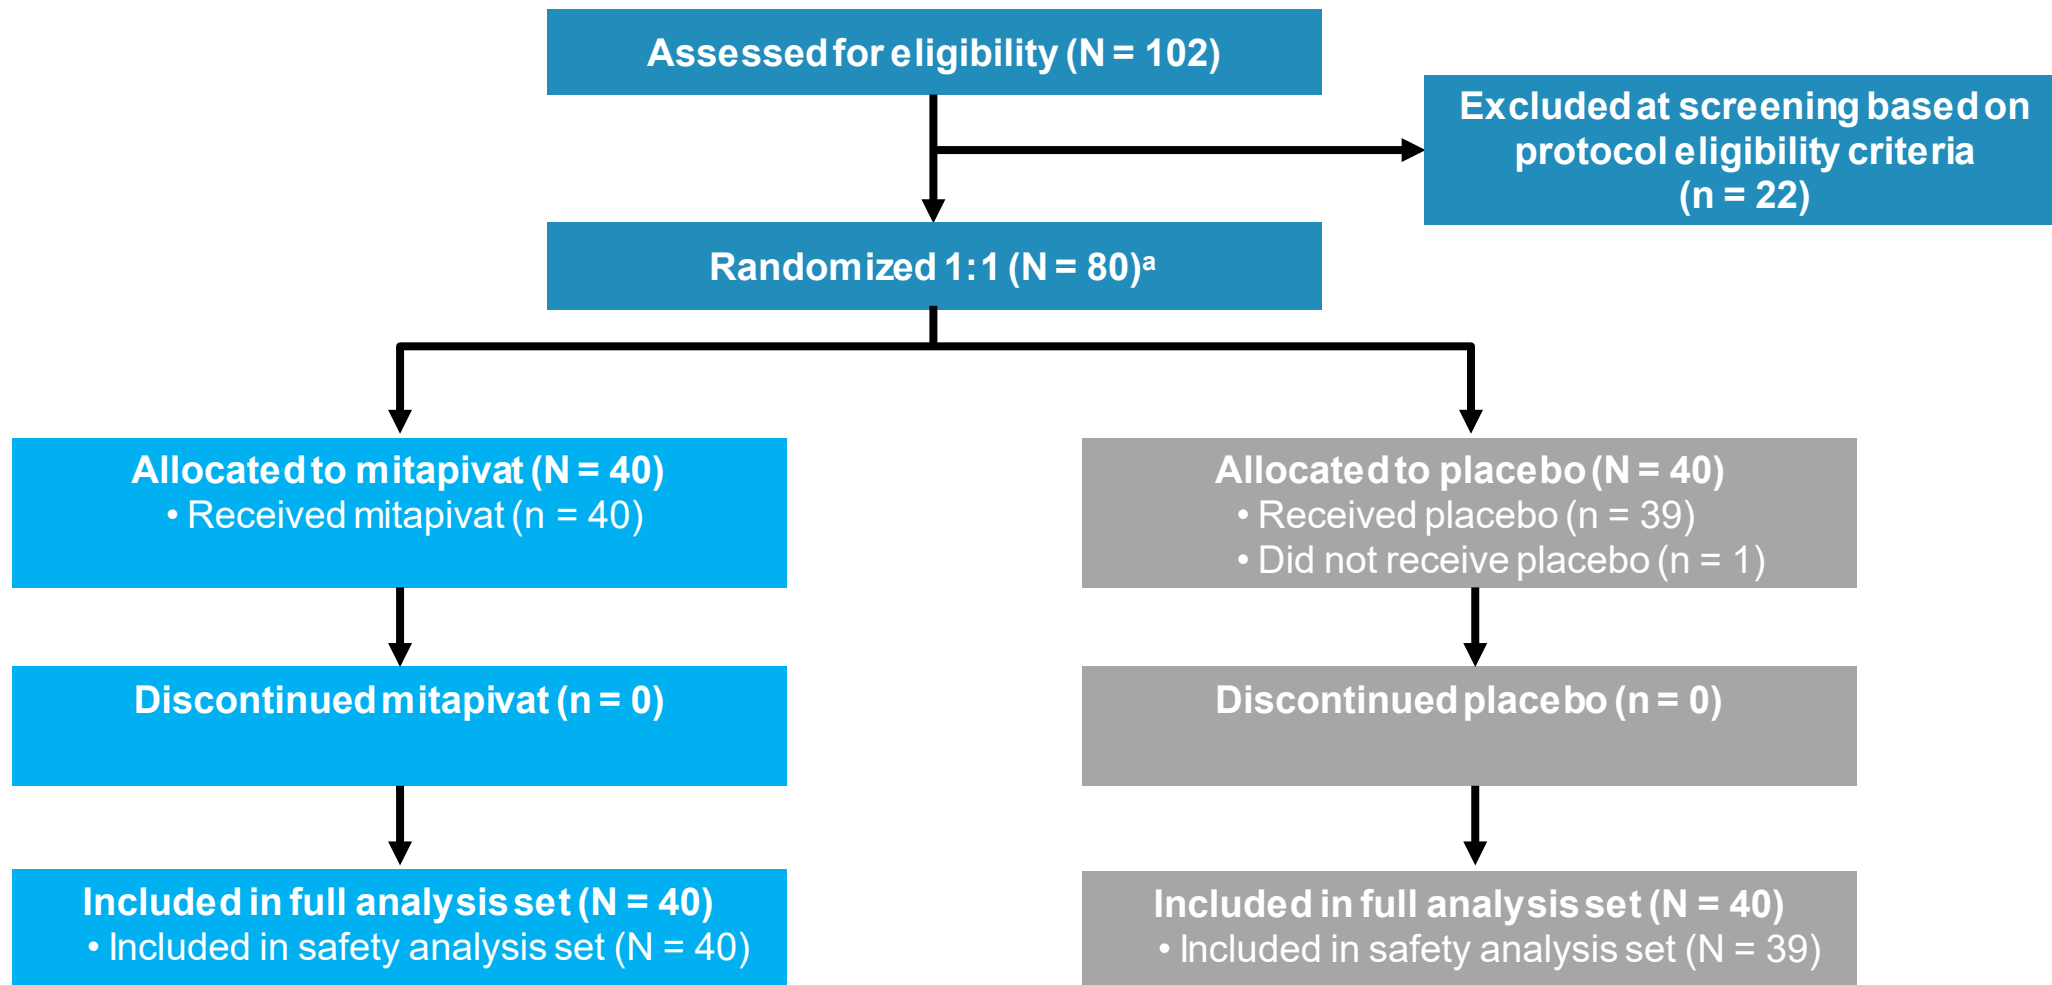 Assessed for eligibility (N = 102)
Excluded at screening based on
protocol eligibility criteria
(n = 22)
Randomized 1:1 (N = 80)ᵃ
Allocated to mitapivat (N = 40)
• Received mitapivat (n = 40)
Allocated to placebo (N = 40)
• Received placebo (n = 39)
• Did not receive placebo (n = 1)
Discontinued mitapivat (n = 0)
Discontinued placebo (n = 0)
Included in full analysis set (N = 40)
• Included in safety analysis set (N = 40)
Included in full analysis set (N = 40)
• Included in safety analysis set (N = 39)